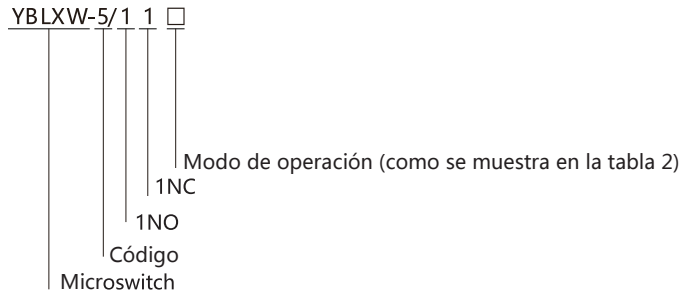 YBLXW-5/1 1 □
Modo de operación (como se muestra en la tabla 2)
1NC
1NO
Código
Microswitch